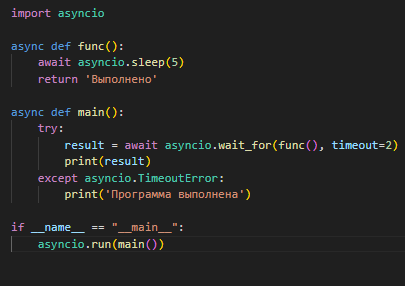 import asyncio

async def func():
    await asyncio.sleep(5)
    return 'Выполнено'

async def main():
    try:
        result = await asyncio.wait_for(func(), timeout=2)
        print(result)
    except asyncio.TimeoutError:
        print('Программа выполнена')

if __name__ == "__main__":
    asyncio.run(main())